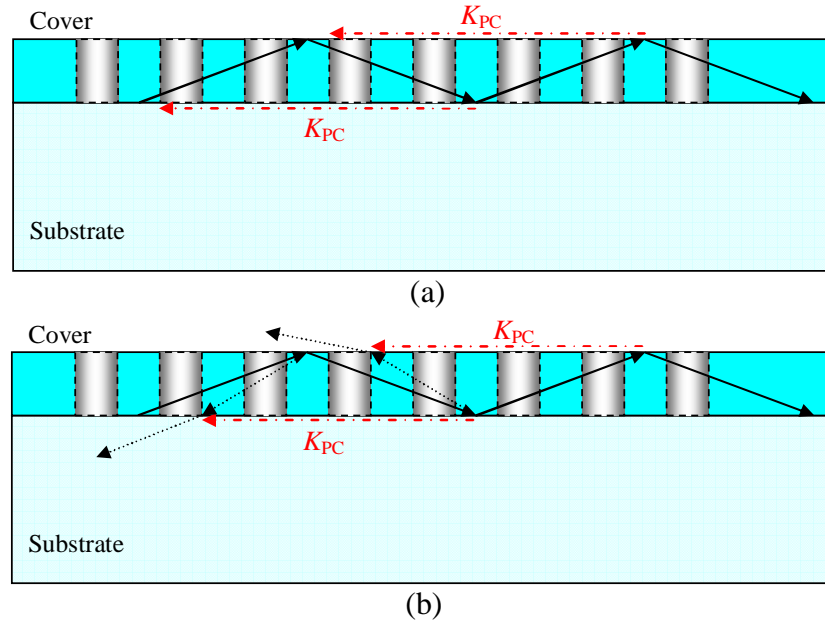 Cover
K_PC
K_PC
Substrate
(a)
Cover
K_PC
K_PC
Substrate
(b)